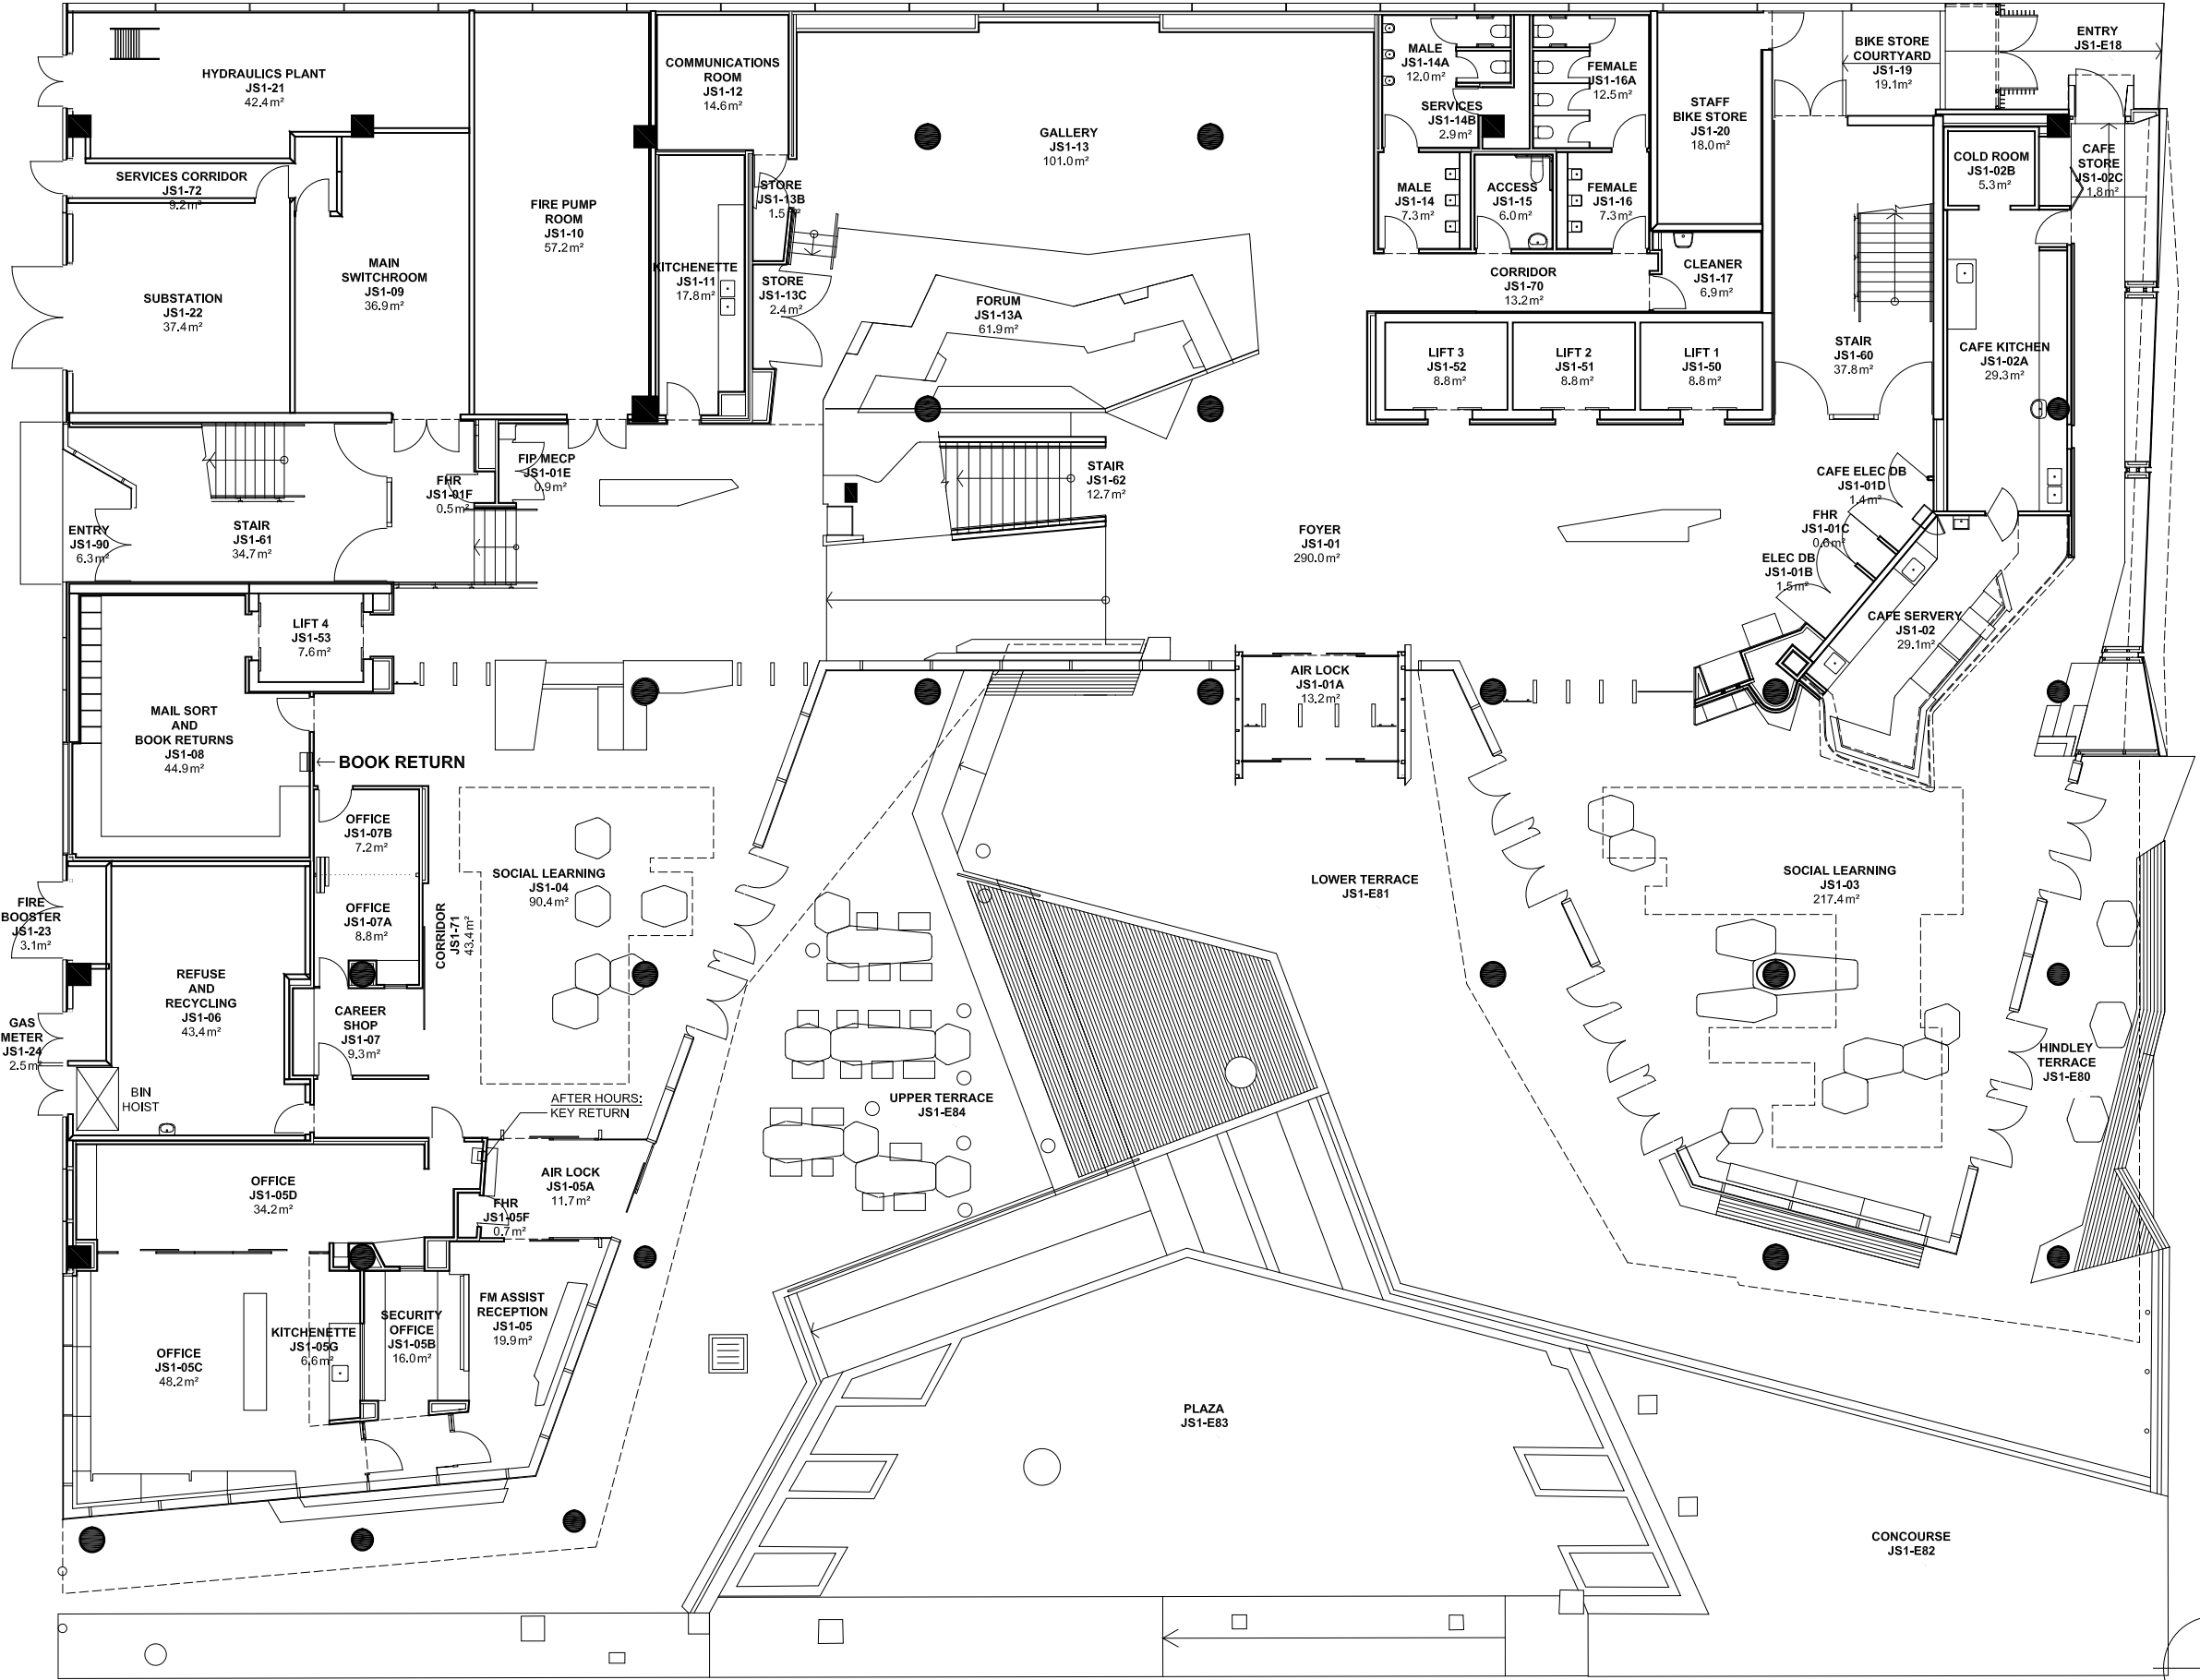 HYDRAULICS PLANT
JS1-21
42.4m²
COMMUNICATIONS
ROOM
JS1-12
14.6m²
MALE
JS1-14A
12.0m²
SERVICES
JS1-14B
2.9m²
FEMALE
JS1-16A
12.5m²
STAFF
BIKE STORE
JS1-20
18.0m²
BIKE STORE
COURTYARD
JS1-19
19.1m²
ENTRY
JS1-E18
GALLERY
JS1-13
101.0m²
COLD ROOM
JS1-02B
5.3m²
CAFE
STORE
JS1-02C
1.8m²
SERVICES CORRIDOR
JS1-72
9.2m²
STORE
JS1-13B
1.5m²
MALE
JS1-14
7.3m²
ACCESS
JS1-15
6.0m²
FEMALE
JS1-16
7.3m²
FIRE PUMP
ROOM
JS1-10
57.2m²
MAIN
SWITCHROOM
JS1-09
36.9m²
SUBSTATION
JS1-22
37.4m²
KITCHENETTE
JS1-11
17.8m²
STORE
JS1-13C
2.4m²
FORUM
JS1-13A
61.9m²
CORRIDOR
JS1-70
13.2m²
CLEANER
JS1-17
6.9m²
LIFT 3
JS1-52
8.8m²
LIFT 2
JS1-51
8.8m²
LIFT 1
JS1-50
8.8m²
STAIR
JS1-60
37.8m²
CAFE KITCHEN
JS1-02A
29.3m²
FIP MECP
JS1-01E
0.9m²
FHR
JS1-01F
0.5m²
STAIR
JS1-62
12.7m²
CAFE ELEC DB
JS1-01D
1.4m²
FHR
JS1-01C
0.6m²
ELEC DB
JS1-01B
1.5m²
ENTRY
JS1-90
6.3m²
STAIR
JS1-61
34.7m²
FOYER
JS1-01
290.0m²
LIFT 4
JS1-53
7.6m²
CAFE SERVERY
JS1-02
29.1m²
AIR LOCK
JS1-01A
13.2m²
MAIL SORT
AND
BOOK RETURNS
JS1-08
44.9m²
BOOK RETURN
OFFICE
JS1-07B
7.2m²
SOCIAL LEARNING
JS1-04
90.4m²
LOWER TERRACE
JS1-E81
SOCIAL LEARNING
JS1-03
217.4m²
FIRE
BOOSTER
JS1-23
3.1m²
OFFICE
JS1-07A
8.8m²
CORRIDOR
JS1-71
43.4m²
REFUSE
AND
RECYCLING
JS1-06
43.4m²
CAREER
SHOP
JS1-07
9.3m²
GAS
METER
JS1-24
2.5m²
HINDLEY
TERRACE
JS1-E80
BIN
HOIST
AFTER HOURS:
KEY RETURN
UPPER TERRACE
JS1-E84
OFFICE
JS1-05D
34.2m²
AIR LOCK
JS1-05A
11.7m²
FHR
JS1-05F
0.7m²
FM ASSIST
RECEPTION
JS1-05
19.9m²
SECURITY
OFFICE
JS1-05B
16.0m²
KITCHENETTE
JS1-05G
6.6m²
OFFICE
JS1-05C
48.2m²
PLAZA
JS1-E83
CONCOURSE
JS1-E82